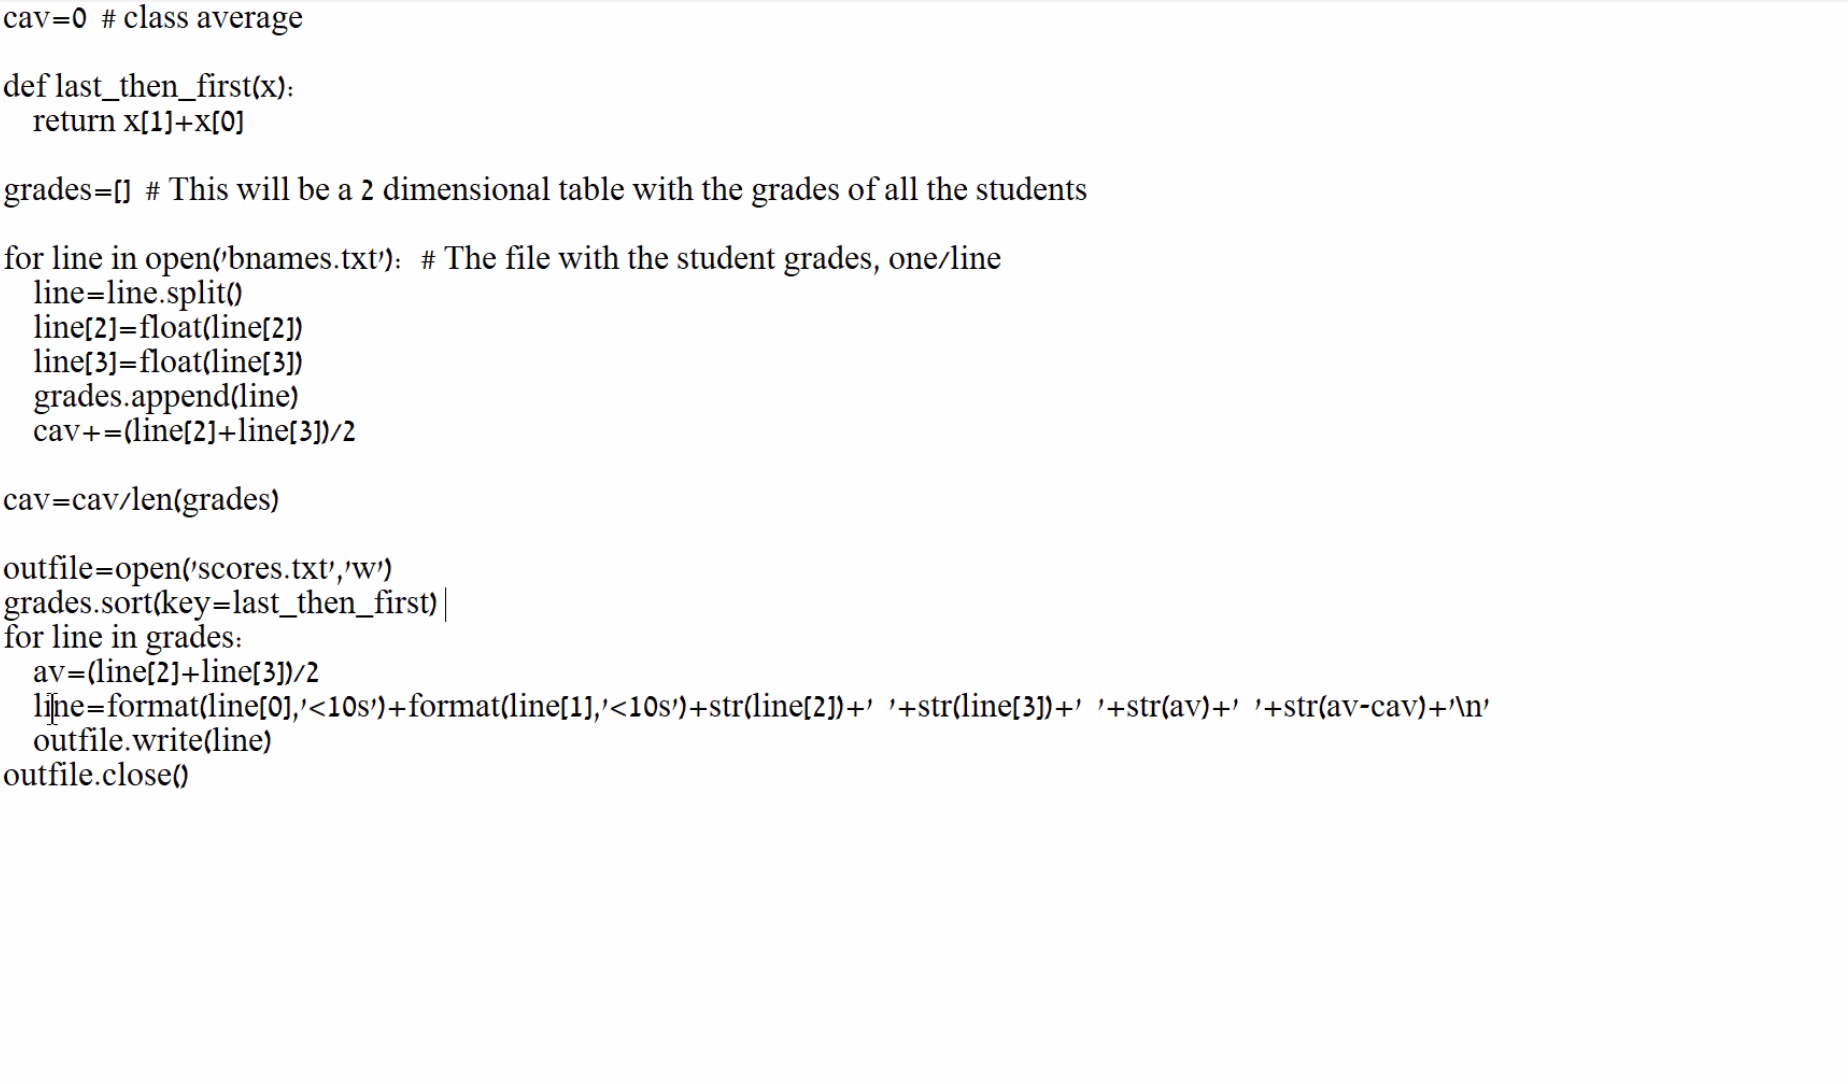 cav=0  # class average
def last_then_first(x):
    return x[1]+x[0]
grades=[]  # This will be a 2 dimensional table with the grades of all the students
for line in open('bnames.txt'):  # The file with the student grades, one/line
    line=line.split()
    line[2]=float(line[2])
    line[3]=float(line[3])
    grades.append(line)
    cav+=(line[2]+line[3])/2
cav=cav/len(grades)
outfile=open('scores.txt','w')
grades.sort(key=last_then_first)
for line in grades:
    av=(line[2]+line[3])/2
    line=format(line[0],'<10s')+format(line[1],'<10s')+str(line[2])+'  '+str(line[3])+'  '+str(av)+'  '+str(av-cav)+'\n'
    outfile.write(line)
outfile.close()